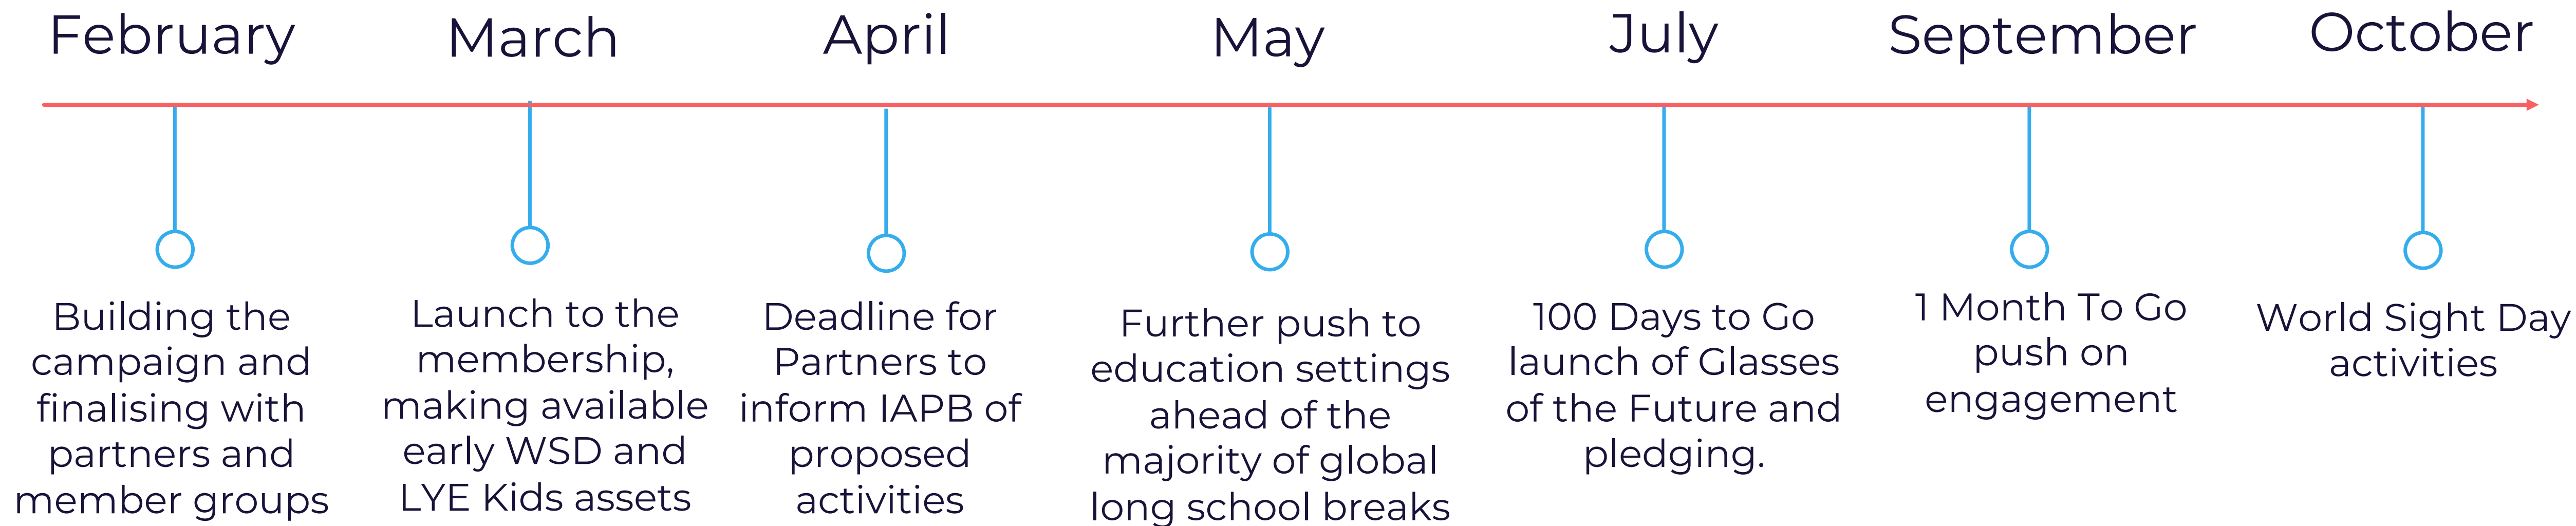 February
March
April
May
July
September
October
Building the
campaign and
finalising with
partners and
member groups
Launch to the
membership,
making available
early WSD and
LYE Kids assets
Deadline for
Partners to
inform IAPB of
proposed
activities
Further push to
education settings
ahead of the
majority of global
long school breaks
100 Days to Go
launch of Glasses
of the Future and
pledging.
1 Month To Go
push on
engagement
World Sight Day
activities